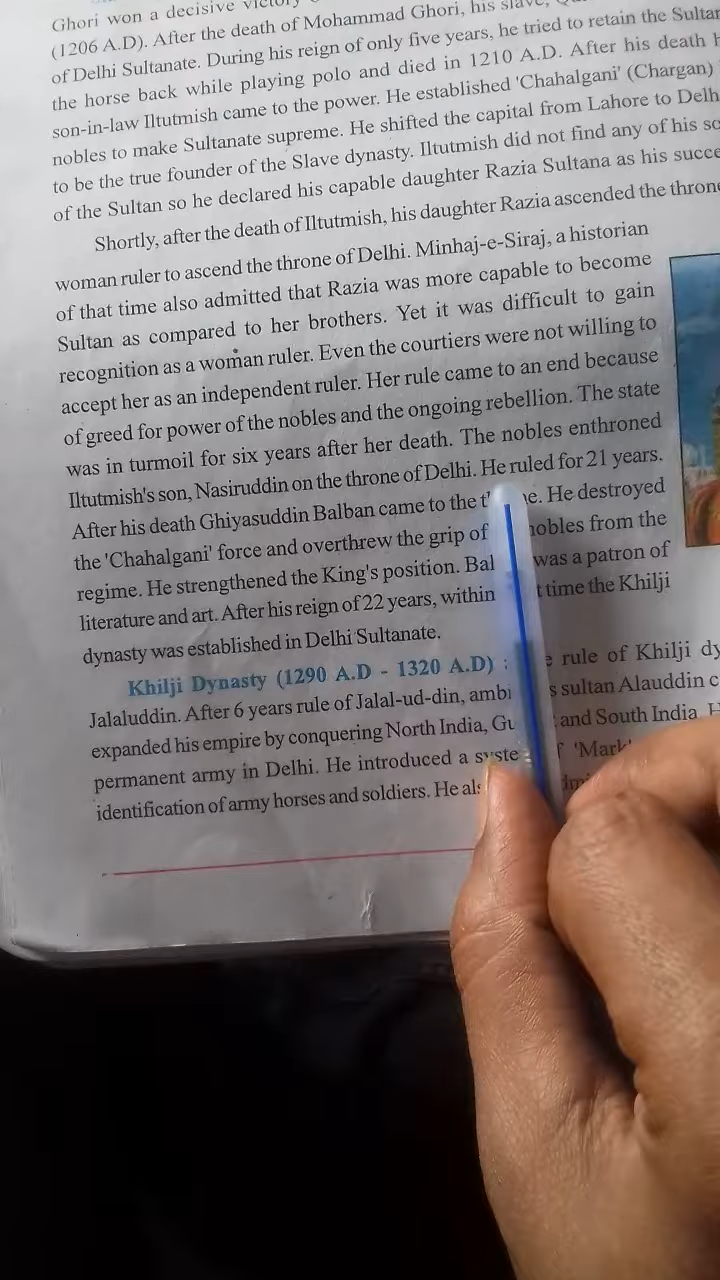 Ghori won a decisive victory
(1206 A.D). After the death of Mohammad Ghori, his slave,
of Delhi Sultanate. During his reign of only five years, he tried to retain the
the horse back while playing polo and died in 1210 A.D. After his death
son-in-law Iltutmish came to the power. He established 'Chahalgani' (Chargan)
nobles to make Sultanate supreme. He shifted the capital from Lahore to
to be the true founder of the Slave dynasty. Iltutmish did not find any of his
of the Sultan so he declared his capable daughter Razia Sultana as his
Shortly, after the death of Iltutmish, his daughter Razia ascended the
woman ruler to ascend the throne of Delhi. Minhaj-e-Siraj, a historian
of that time also admitted that Razia was more capable to become
Sultan as compared to her brothers. Yet it was difficult to gain
recognition as a woman ruler. Even the courtiers were not willing to
accept her as an independent ruler. Her rule came to an end because
of greed for power of the nobles and the ongoing rebellion. The state
was in turmoil for six years after her death. The nobles enthroned
Iltutmish's son, Nasiruddin on the throne of Delhi. He ruled for 21 years.
After his death Ghiyasuddin Balban came to the He destroyed
the 'Chahalgani' force and overthrew the grip of nobles from the
regime. He strengthened the King's position. was a patron of
literature and art. After his reign of 22 years, within time the Khilji
dynasty was established in Delhi Sultanate.
Khilji Dynasty (1290 A.D - 1320 A.D) : rule of Khilji
Jalaluddin. After 6 years rule of Jalal-ud-din, sultan Alauddin
expanded his empire by conquering North India, and South India
permanent army in Delhi. He introduced a
identification of army horses and soldiers. He